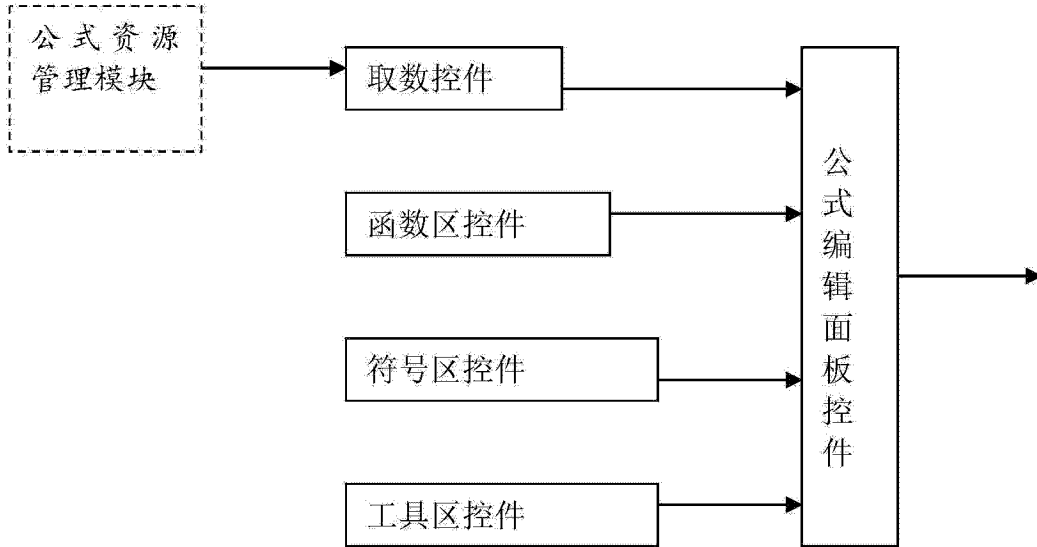 公式资源
管理模块
取数控件
函数区控件
符号区控件
工具区控件
公式编辑面板控件